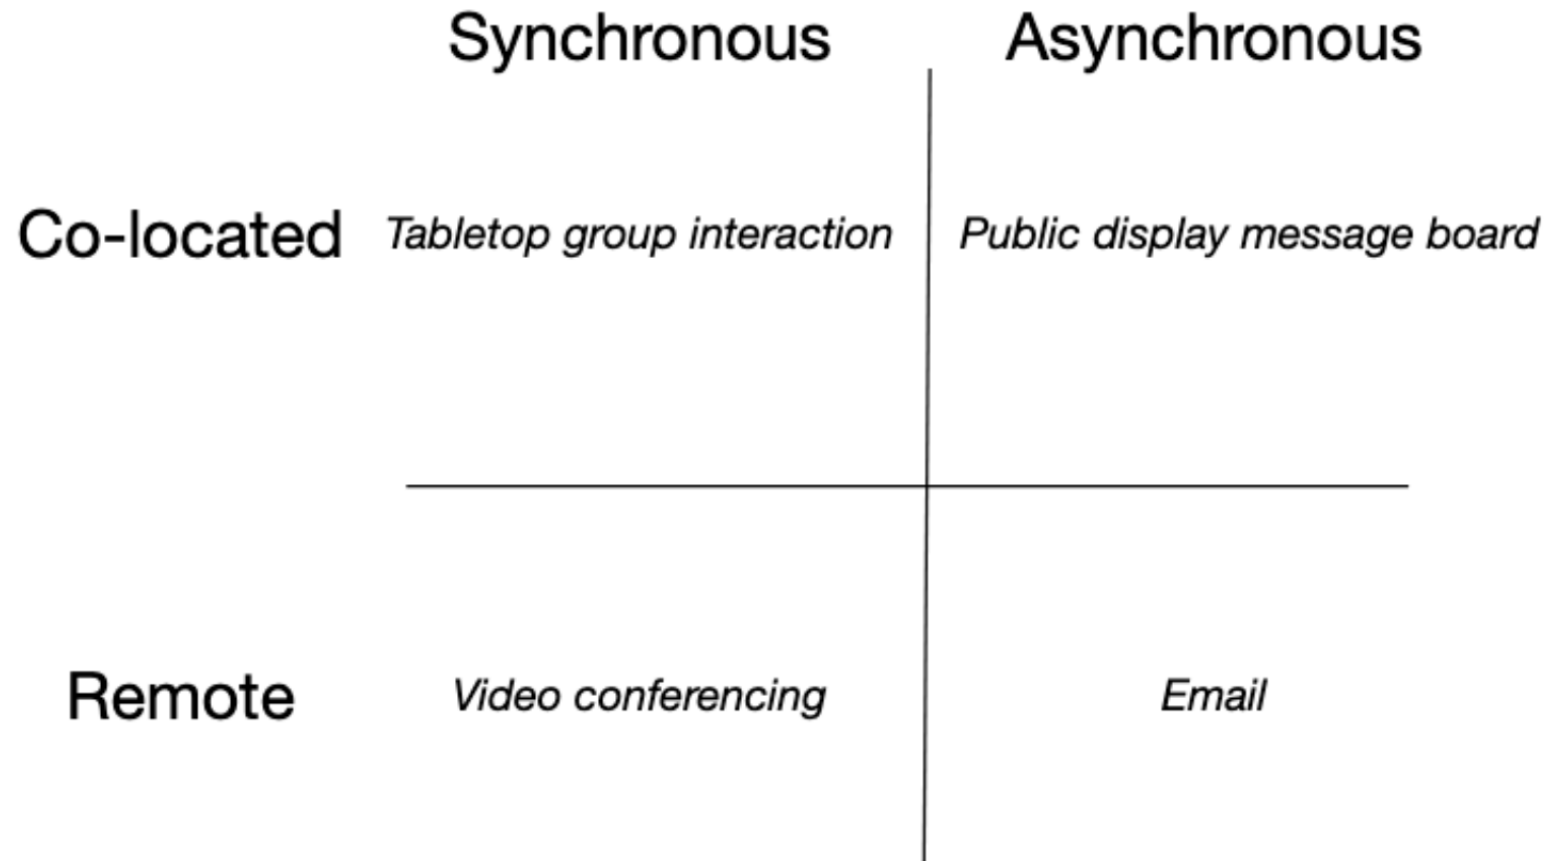 Synchronous Asynchronous
Co-located Tabletop group interaction Public display message board
Remote Video conferencing Email